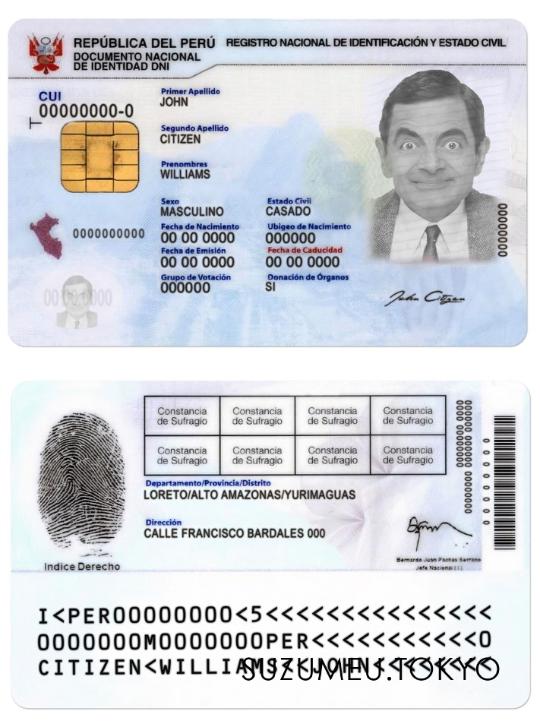 REPÚBLICA DEL PERÚ REGISTRO NACIONAL DE IDENTIFICACIÓN Y ESTADO CIVIL
DOCUMENTO NACIONAL
DE IDENTIDAD DNI
CUI
00000000-0
Primer Apellido
JOHN
Segundo Apellido
CITIZEN
Prenombres
WILLIAMS
Sexo Estado Civil
MASCULINO CASADO
Fecha de Nacimiento Ubigeo de Nacimiento
00 00 0000 000000
Fecha de Emisión Fecha de Caducidad
00 00 0000 00 00 0000
Grupo de Votación Donación de Órganos
000000 SI
0000000000
00 00 0000
00000000
John Citizen
Constancia de Sufragio Constancia de Sufragio Constancia de Sufragio Constancia de Sufragio
Constancia de Sufragio Constancia de Sufragio Constancia de Sufragio Constancia de Sufragio
Departamento/Provincia/Distrito
LORETO/ALTO AMAZONAS/YURIMAGUAS
Dirección
CALLE FRANCISCO BARDALES 000
Indice Derecho
Jefe Nacional
I<PER00000000<5<<<<<<<<<<<<<<<
0000000M0000000PER<<<<<<<<<<<0
CITIZEN<WILLIAMS<<JOHN<<<<<<<<
SUZUMEU.TOKYO